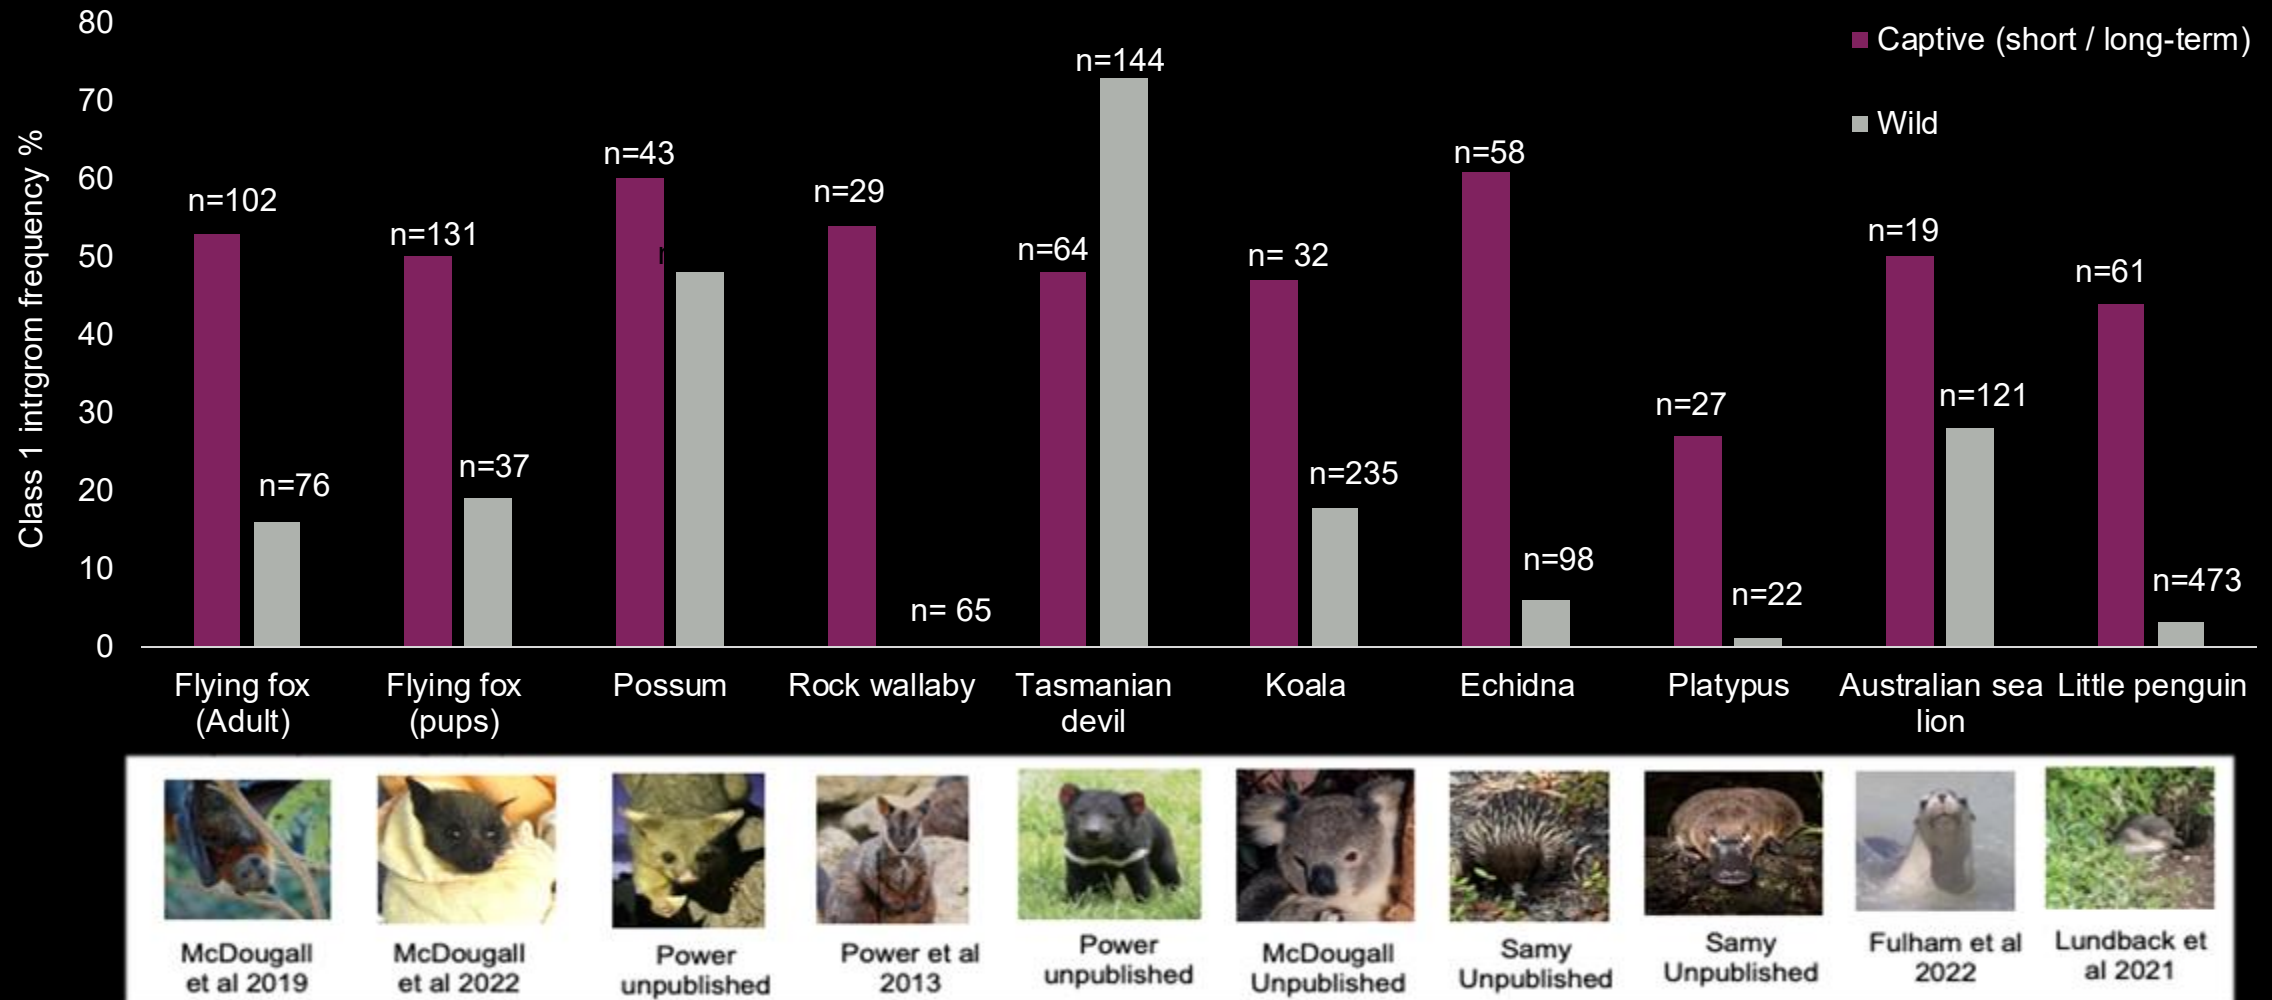 80
70
60
50
40
30
20
10
0
Class 1 intrgrom frequency %
Captive (short / long-term)
Wild
n=102
n=76
n=131
n=37
n=43
n=29
n= 65
n=64
n=144
n= 32
n=235
n=58
n=98
n=27
n=22
n=19
n=121
n=61
n=473
Flying fox
(Adult)
Flying fox
(pups)
Possum
Rock wallaby
Tasmanian
devil
Koala
Echidna
Platypus
Australian sea
lion
Little penguin
McDougall
et al 2019
McDougall
et al 2022
Power
unpublished
Power et al
2013
Power
unpublished
McDougall
Unpublished
Samy
Unpublished
Samy
Unpublished
Fulham et al
2022
Lundback et
al 2021